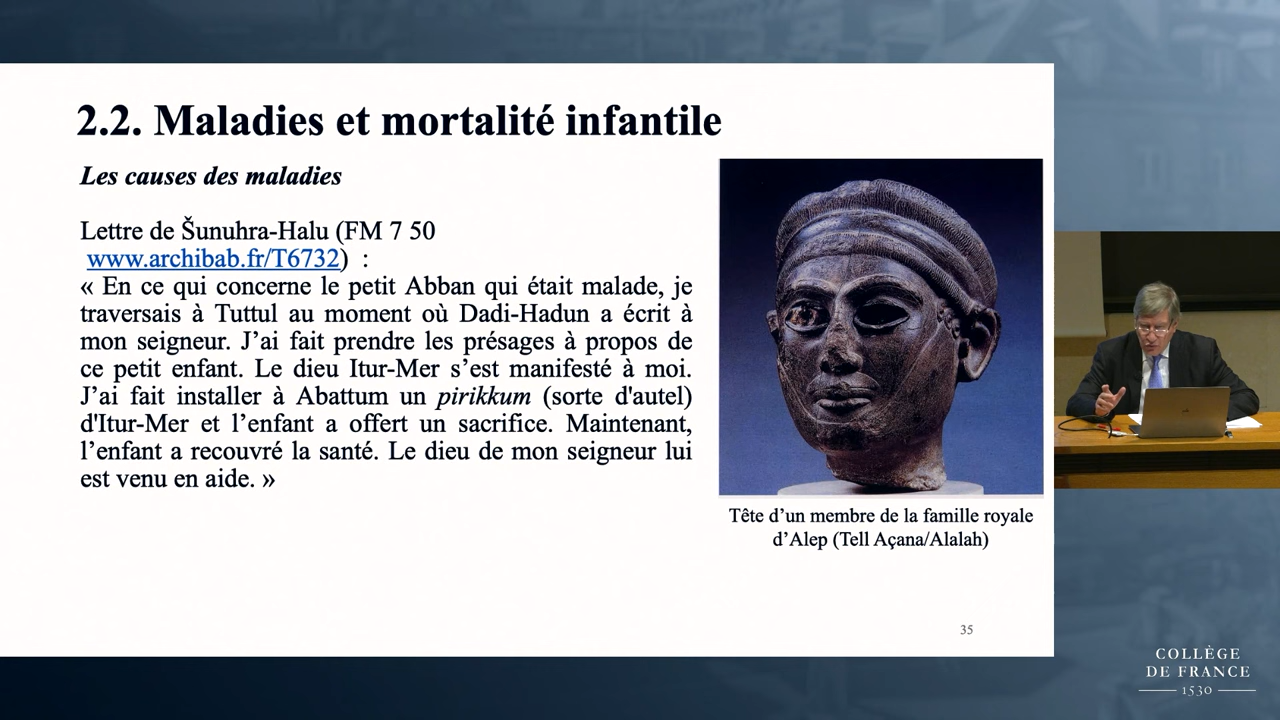 2.2. Maladies et mortalité infantile
Les causes des maladies
Lettre de Šunuhra-Halu (FM 7 50
www.archibab.fr/T6732) :
« En ce qui concerne le petit Abban qui était malade, je
traversais à Tuttul au moment où Dadi-Hadun a écrit à
mon seigneur. J’ai fait prendre les présages à propos de
ce petit enfant. Le dieu Itur-Mer s’est manifesté à moi.
J’ai fait installer à Abattum un pirikkum (sorte d'autel)
d'Itur-Mer et l’enfant a offert un sacrifice. Maintenant,
l’enfant a recouvré la santé. Le dieu de mon seigneur lui
est venu en aide. »
Tête d’un membre de la famille royale
d’Alep (Tell Açana/Alalah)
35
COLLÈGE
DE FRANCE
1530